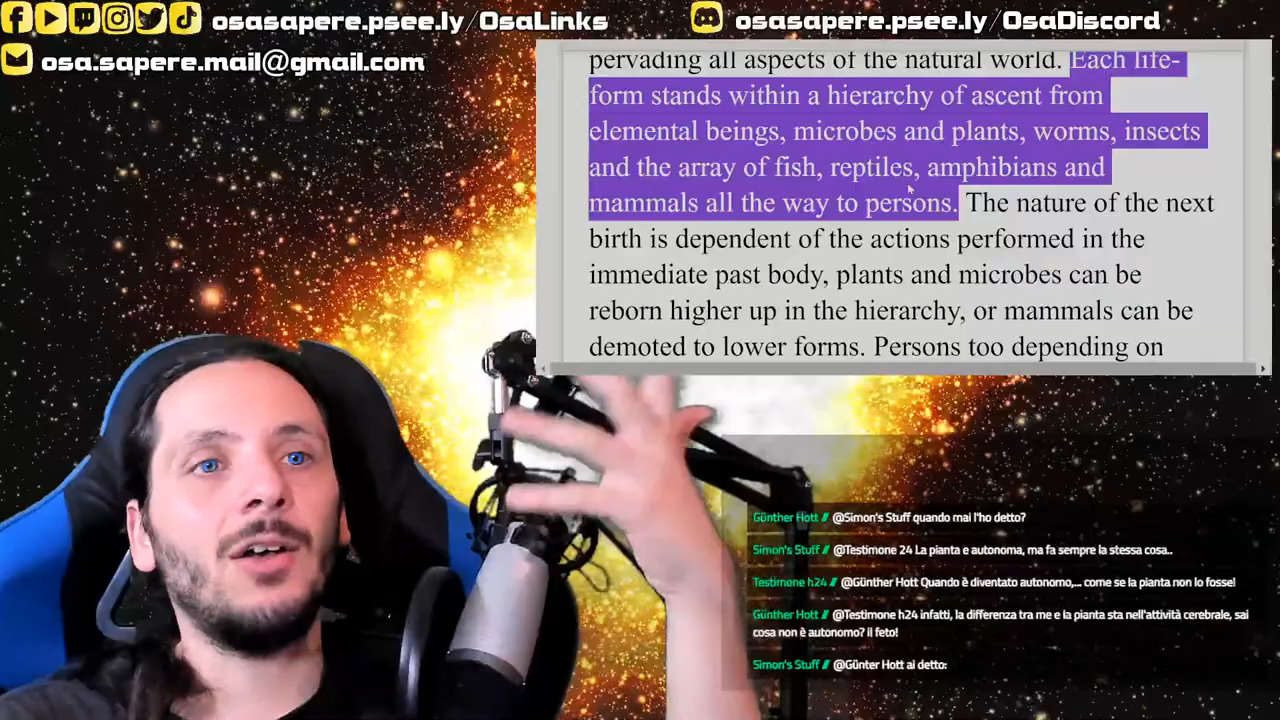 osasapere.psee.ly/OsaLinks
osasapere.psee.ly/OsaDiscord
osa.sapere.mail@gmail.com
pervading all aspects of the natural world. Each life-
form stands within a hierarchy of ascent from
elemental beings, microbes and plants, worms, insects
and the array of fish, reptiles, amphibians and
mammals all the way to persons. The nature of the next
birth is dependent of the actions performed in the
immediate past body, plants and microbes can be
reborn higher up in the hierarchy, or mammals can be
demoted to lower forms. Persons too depending on
Günther Hott // @Simon's Stuff quando mai l'ho detto?
Simon's Stuff // @Testimone 24 La pianta e autonoma, ma fa sempre la stessa cosa..
Testimone h24 // @Günther Hott Quando è diventato autonomo,... come se la pianta non lo fosse!
Günther Hott // @Testimone h24 infatti, la differenza tra me e la pianta sta nell'attività cerebrale, sai
cosa non è autonomo? il feto!
Simon's Stuff // @Günter Hott ai detto: